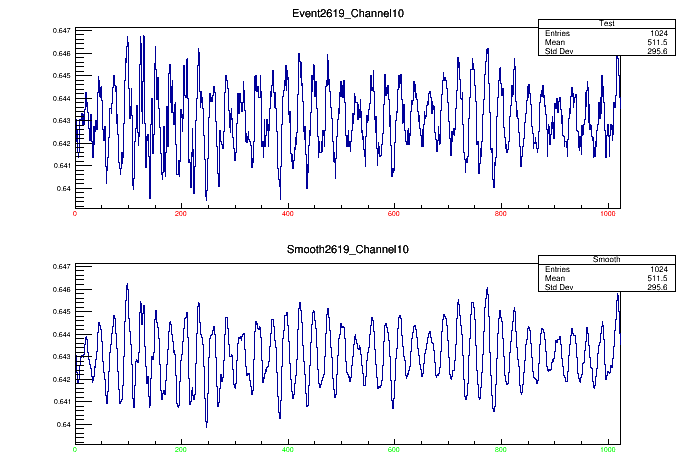 Event2619_Channel10
Test
Entries 1024
Mean 511.5
Std Dev 295.6
0.647
0.646
0.645
0.644
0.643
0.642
0.641
0.64
0 200 400 600 800 1000
Smooth2619_Channel10
Smooth
Entries 1024
Mean 511.5
Std Dev 295.6
0.647
0.646
0.645
0.644
0.643
0.642
0.641
0.64
0 200 400 600 800 1000